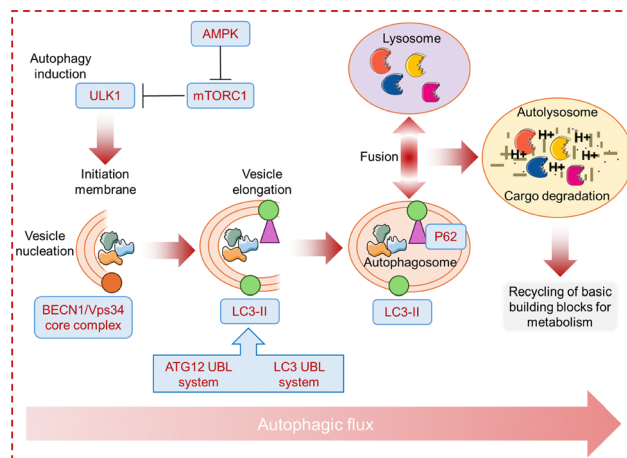 AMPK
Autophagy
induction
ULK1
mTORC1
Lysosome
Initiation
membrane
Vesicle
elongation
Fusion
Autolysosome
H+
H+
H+
H+
Cargo degradation
Vesicle
nucleation
P62
Autophagosome
BECN1/Vps34
core complex
LC3-II
LC3-II
Recycling of basic
building blocks for
metabolism
ATG12 UBL
system
LC3 UBL
system
Autophagic flux